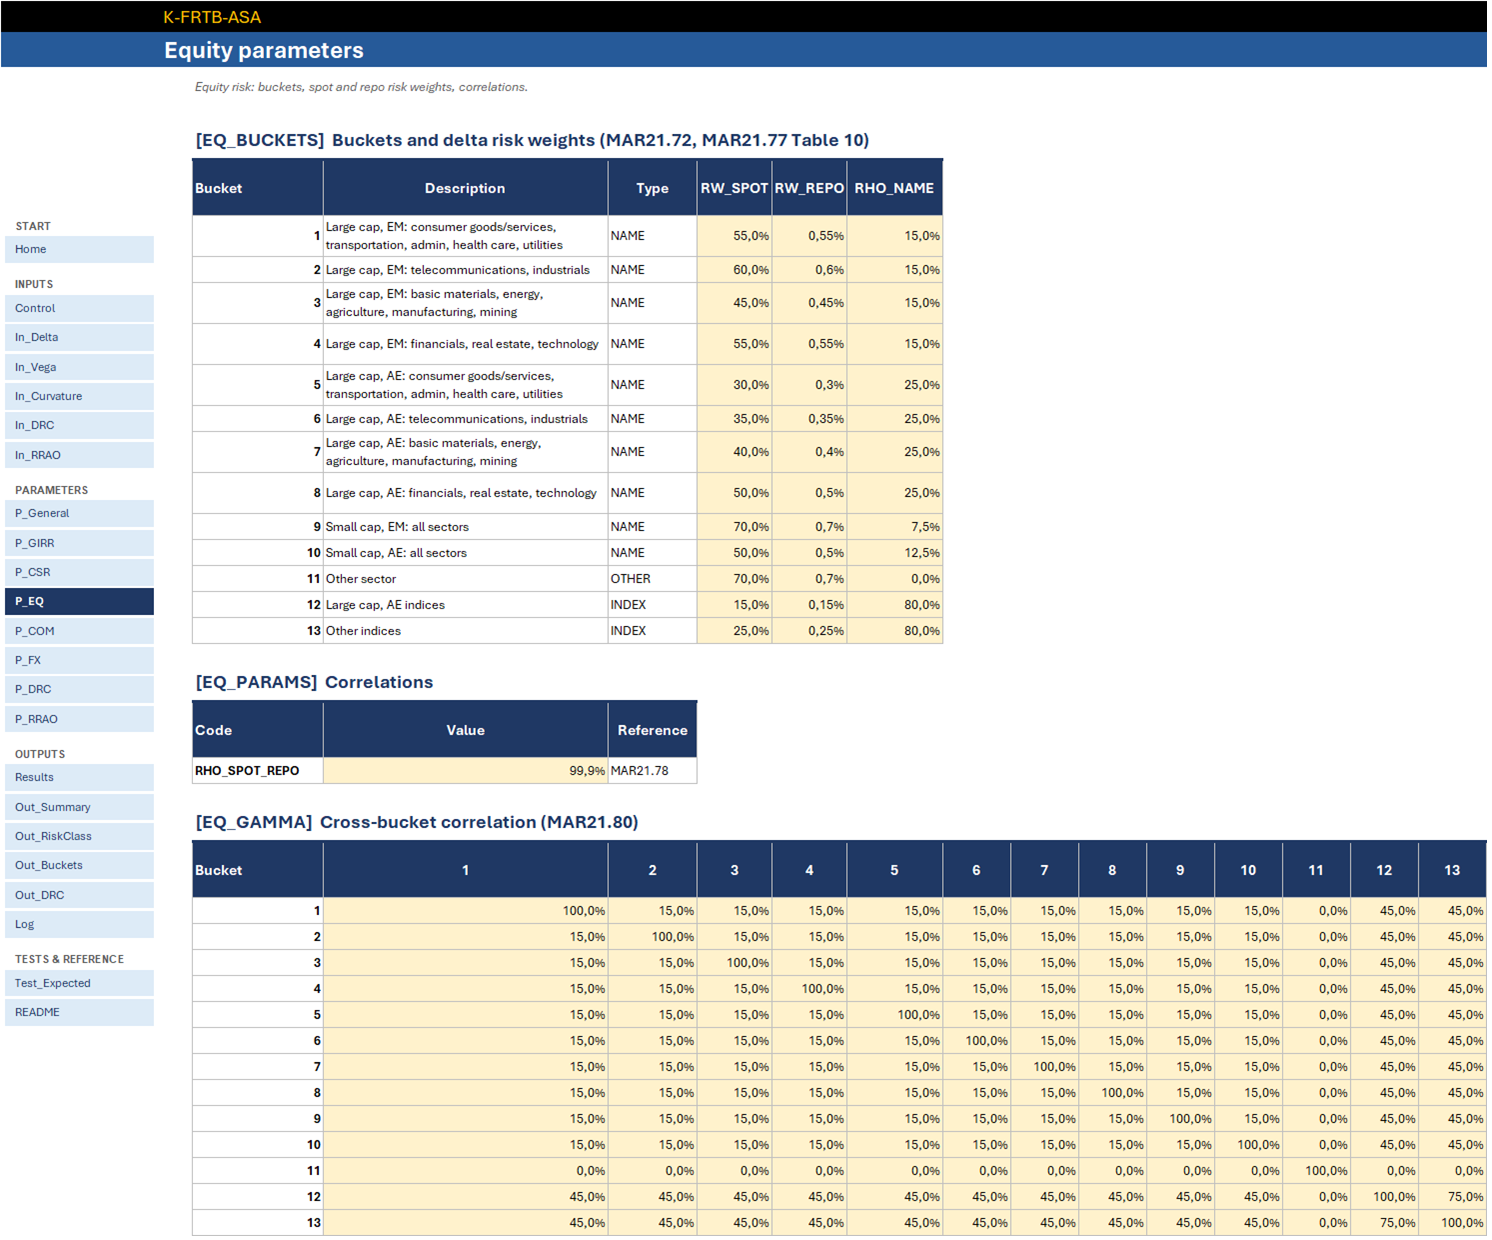 K-FRTB-ASA
Equity parameters
Equity risk: buckets, spot and repo risk weights, correlations.
START
Home
INPUTS
Control
In_Delta
In_Vega
In_Curvature
In_DRC
In_RRAO
PARAMETERS
P_General
P_GIRR
P_CSR
P_EQ
P_COM
P_FX
P_DRC
P_RRAO
OUTPUTS
Results
Out_Summary
Out_RiskClass
Out_Buckets
Out_DRC
Log
TESTS & REFERENCE
Test_Expected
README
[EQ_BUCKETS] Buckets and delta risk weights (MAR21.72, MAR21.77 Table 10)
Bucket Description Type RW_SPOT RW_REPO RHO_NAME
1 Large cap, EM: consumer goods/services,
transportation, admin, health care, utilities NAME 55,0% 0,55% 15,0%
2 Large cap, EM: telecommunications, industrials NAME 60,0% 0,6% 15,0%
3 Large cap, EM: basic materials, energy,
agriculture, manufacturing, mining NAME 45,0% 0,45% 15,0%
4 Large cap, EM: financials, real estate, technology NAME 55,0% 0,55% 15,0%
5 Large cap, AE: consumer goods/services,
transportation, admin, health care, utilities NAME 30,0% 0,3% 25,0%
6 Large cap, AE: telecommunications, industrials NAME 35,0% 0,35% 25,0%
7 Large cap, AE: basic materials, energy,
agriculture, manufacturing, mining NAME 40,0% 0,4% 25,0%
8 Large cap, AE: financials, real estate, technology NAME 50,0% 0,5% 25,0%
9 Small cap, EM: all sectors NAME 70,0% 0,7% 7,5%
10 Small cap, AE: all sectors NAME 50,0% 0,5% 12,5%
11 Other sector OTHER 70,0% 0,7% 0,0%
12 Large cap, AE indices INDEX 15,0% 0,15% 80,0%
13 Other indices INDEX 25,0% 0,25% 80,0%
[EQ_PARAMS] Correlations
Code Value Reference
RHO_SPOT_REPO 99,9% MAR21.78
[EQ_GAMMA] Cross-bucket correlation (MAR21.80)
Bucket 1 2 3 4 5 6 7 8 9 10 11 12 13
1 100,0% 15,0% 15,0% 15,0% 15,0% 15,0% 15,0% 15,0% 15,0% 15,0% 0,0% 45,0% 45,0%
2 15,0% 100,0% 15,0% 15,0% 15,0% 15,0% 15,0% 15,0% 15,0% 15,0% 0,0% 45,0% 45,0%
3 15,0% 15,0% 100,0% 15,0% 15,0% 15,0% 15,0% 15,0% 15,0% 15,0% 0,0% 45,0% 45,0%
4 15,0% 15,0% 15,0% 100,0% 15,0% 15,0% 15,0% 15,0% 15,0% 15,0% 0,0% 45,0% 45,0%
5 15,0% 15,0% 15,0% 15,0% 100,0% 15,0% 15,0% 15,0% 15,0% 15,0% 0,0% 45,0% 45,0%
6 15,0% 15,0% 15,0% 15,0% 15,0% 100,0% 15,0% 15,0% 15,0% 15,0% 0,0% 45,0% 45,0%
7 15,0% 15,0% 15,0% 15,0% 15,0% 15,0% 100,0% 15,0% 15,0% 15,0% 0,0% 45,0% 45,0%
8 15,0% 15,0% 15,0% 15,0% 15,0% 15,0% 15,0% 100,0% 15,0% 15,0% 0,0% 45,0% 45,0%
9 15,0% 15,0% 15,0% 15,0% 15,0% 15,0% 15,0% 15,0% 100,0% 15,0% 0,0% 45,0% 45,0%
10 15,0% 15,0% 15,0% 15,0% 15,0% 15,0% 15,0% 15,0% 15,0% 100,0% 0,0% 45,0% 45,0%
11 0,0% 0,0% 0,0% 0,0% 0,0% 0,0% 0,0% 0,0% 0,0% 0,0% 100,0% 0,0% 0,0%
12 45,0% 45,0% 45,0% 45,0% 45,0% 45,0% 45,0% 45,0% 45,0% 45,0% 0,0% 100,0% 75,0%
13 45,0% 45,0% 45,0% 45,0% 45,0% 45,0% 45,0% 45,0% 45,0% 45,0% 0,0% 75,0% 100,0%